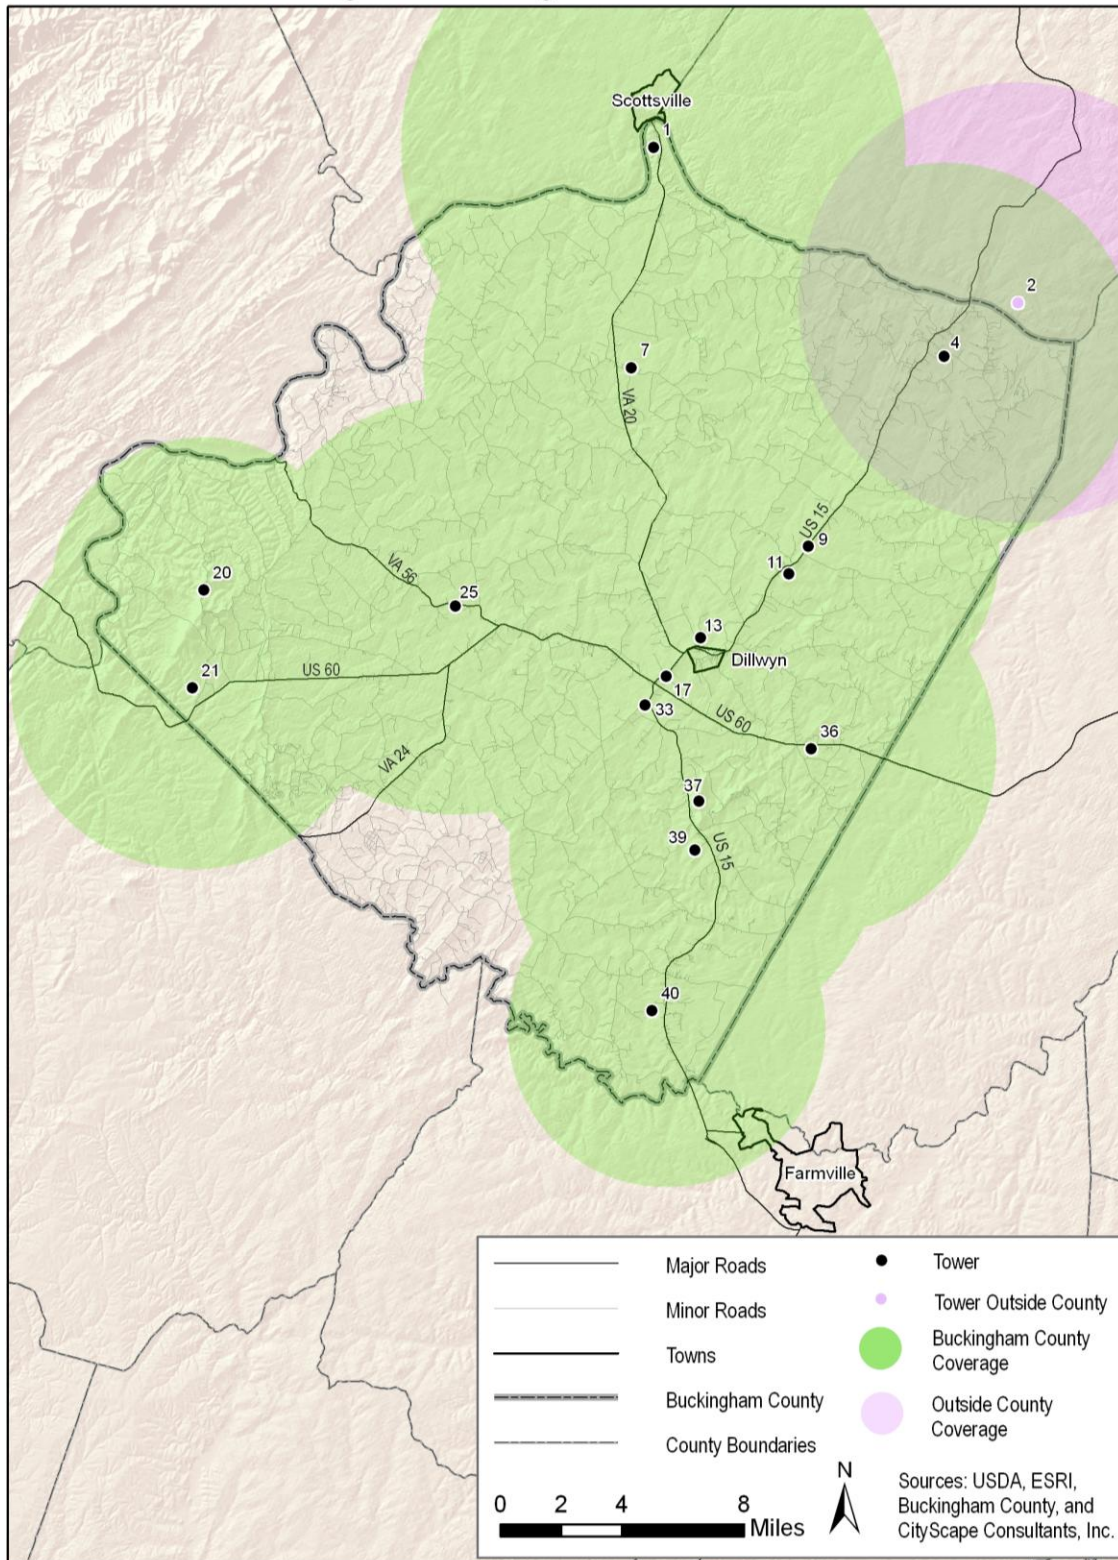 Scottsville
1
2
4
7
VA 20
US 15
9
11
20
VA 56
25
13
Dillwyn
21
US 60
17
33
US 60
36
VA 24
37
39
US 15
40
Farmville
Major Roads
Minor Roads
Towns
Buckingham County
County Boundaries
Tower
Tower Outside County
Buckingham County
Coverage
Outside County
Coverage
N
0 2 4 8
Miles
Sources: USDA, ESRI,
Buckingham County, and
CityScape Consultants, Inc.